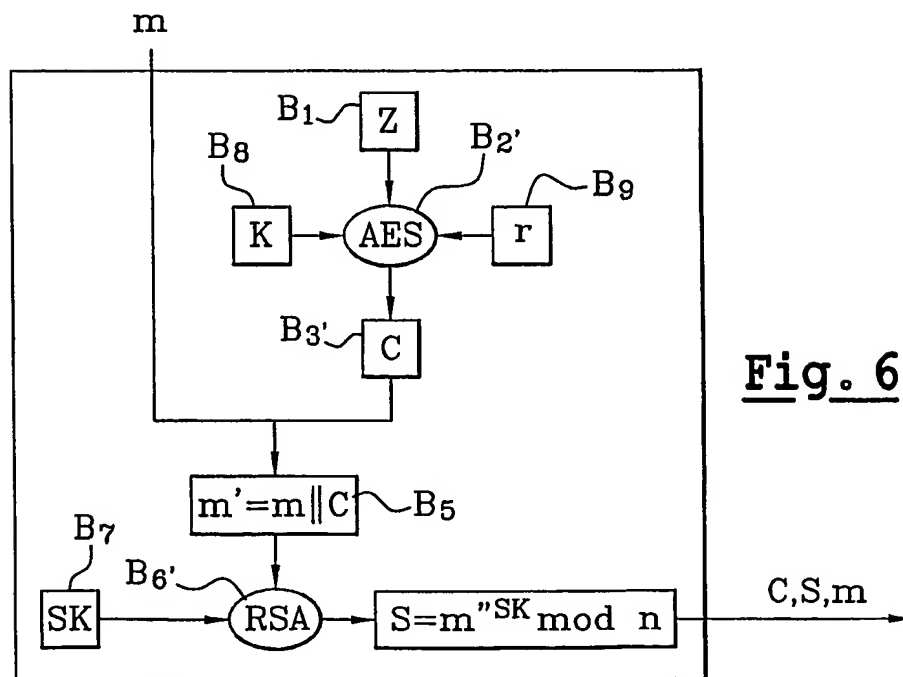 m
B1 Z
B8 B2' B9
K AES r
B3' C
Fig. 6
m'=m||C B5
B7 B6'
SK RSA S=m"SK mod n C,S,m